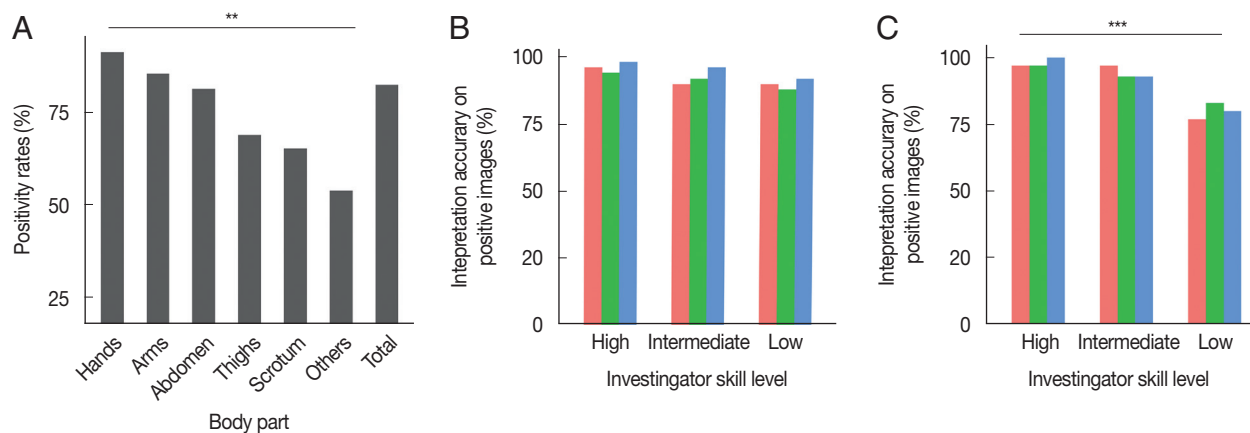 A
**
Positivity rates (%)
75
50
25
Hands
Arms
Abdomen
Thighs
Scrotum
Others
Total
Body part
B
Intepretation accurary on
positive images (%)
100
75
50
20
0
High
Intermediate
Low
Investingator skill level
C
***
Intepretation accurary on
positive images (%)
100
75
50
20
0
High
Intermediate
Low
Investingator skill level